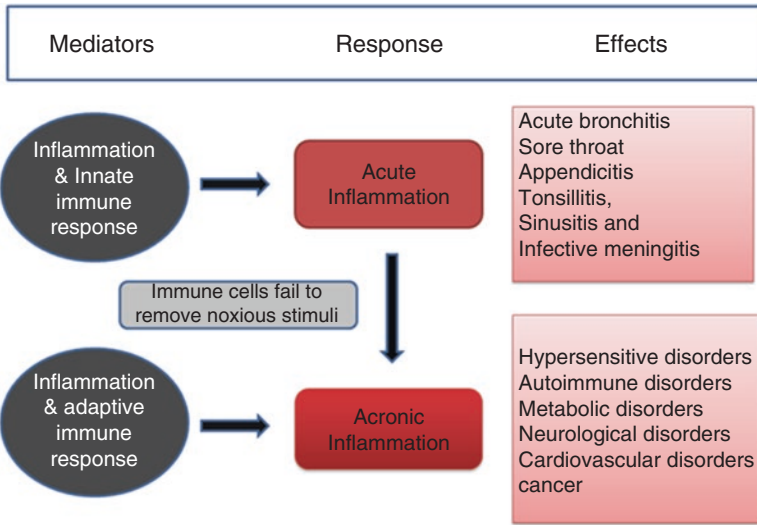 Mediators
Response
Effects
Inflammation
& Innate
immune
response
Acute
Inflammation
Acute bronchitis
Sore throat
Appendicitis
Tonsillitis,
Sinusitis and
Infective meningitis
Immune cells fail to
remove noxious stimuli
Inflammation
& adaptive
immune
response
Acronic
Inflammation
Hypersensitive disorders
Autoimmune disorders
Metabolic disorders
Neurological disorders
Cardiovascular disorders
cancer